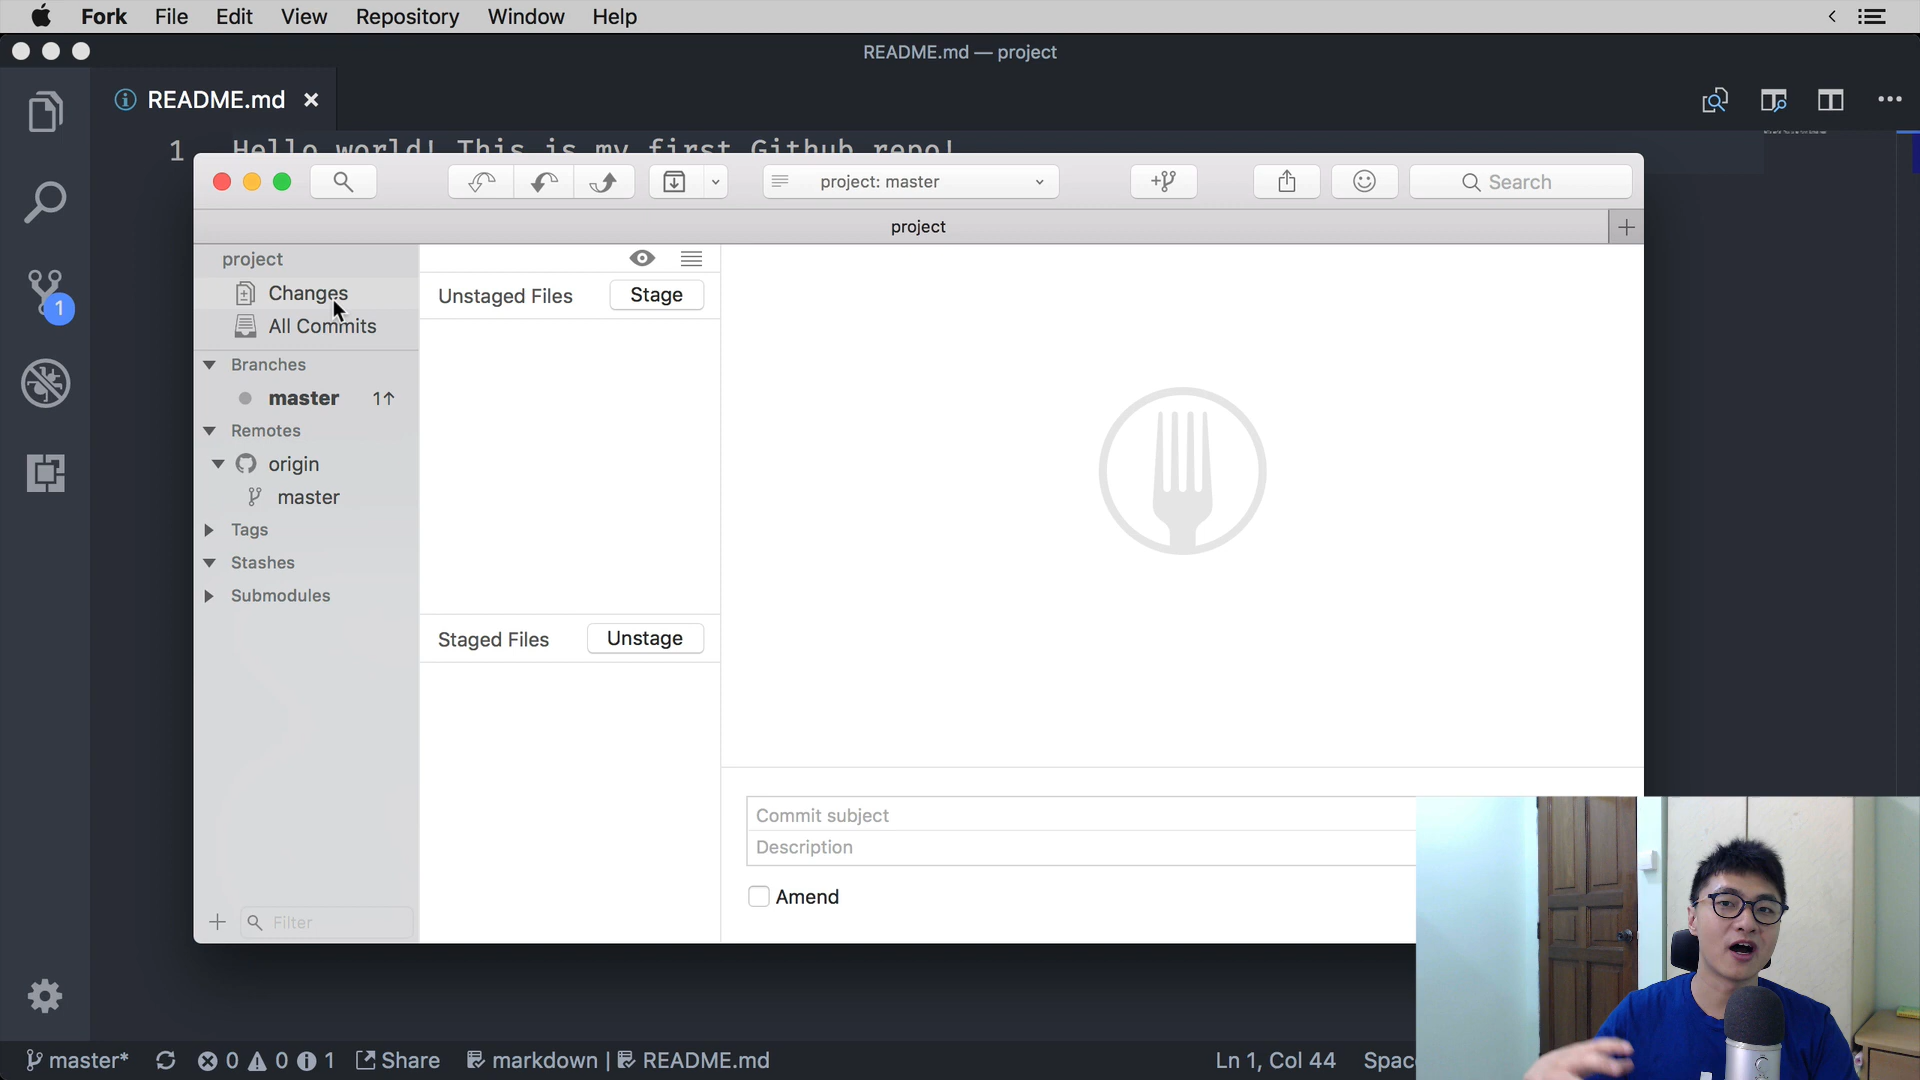 Fork File Edit View Repository Window Help
README.md — project
README.md
1 Hello world! This is my first Github repo!
project: master
Search
project
project
Changes
All Commits
Branches
master 1↑
Remotes
origin
master
Tags
Stashes
Submodules
Filter
Unstaged Files Stage
Staged Files Unstage
Commit subject
Description
Amend
1
master* 0 0 1 Share markdown | README.md Ln 1, Col 44 Spac